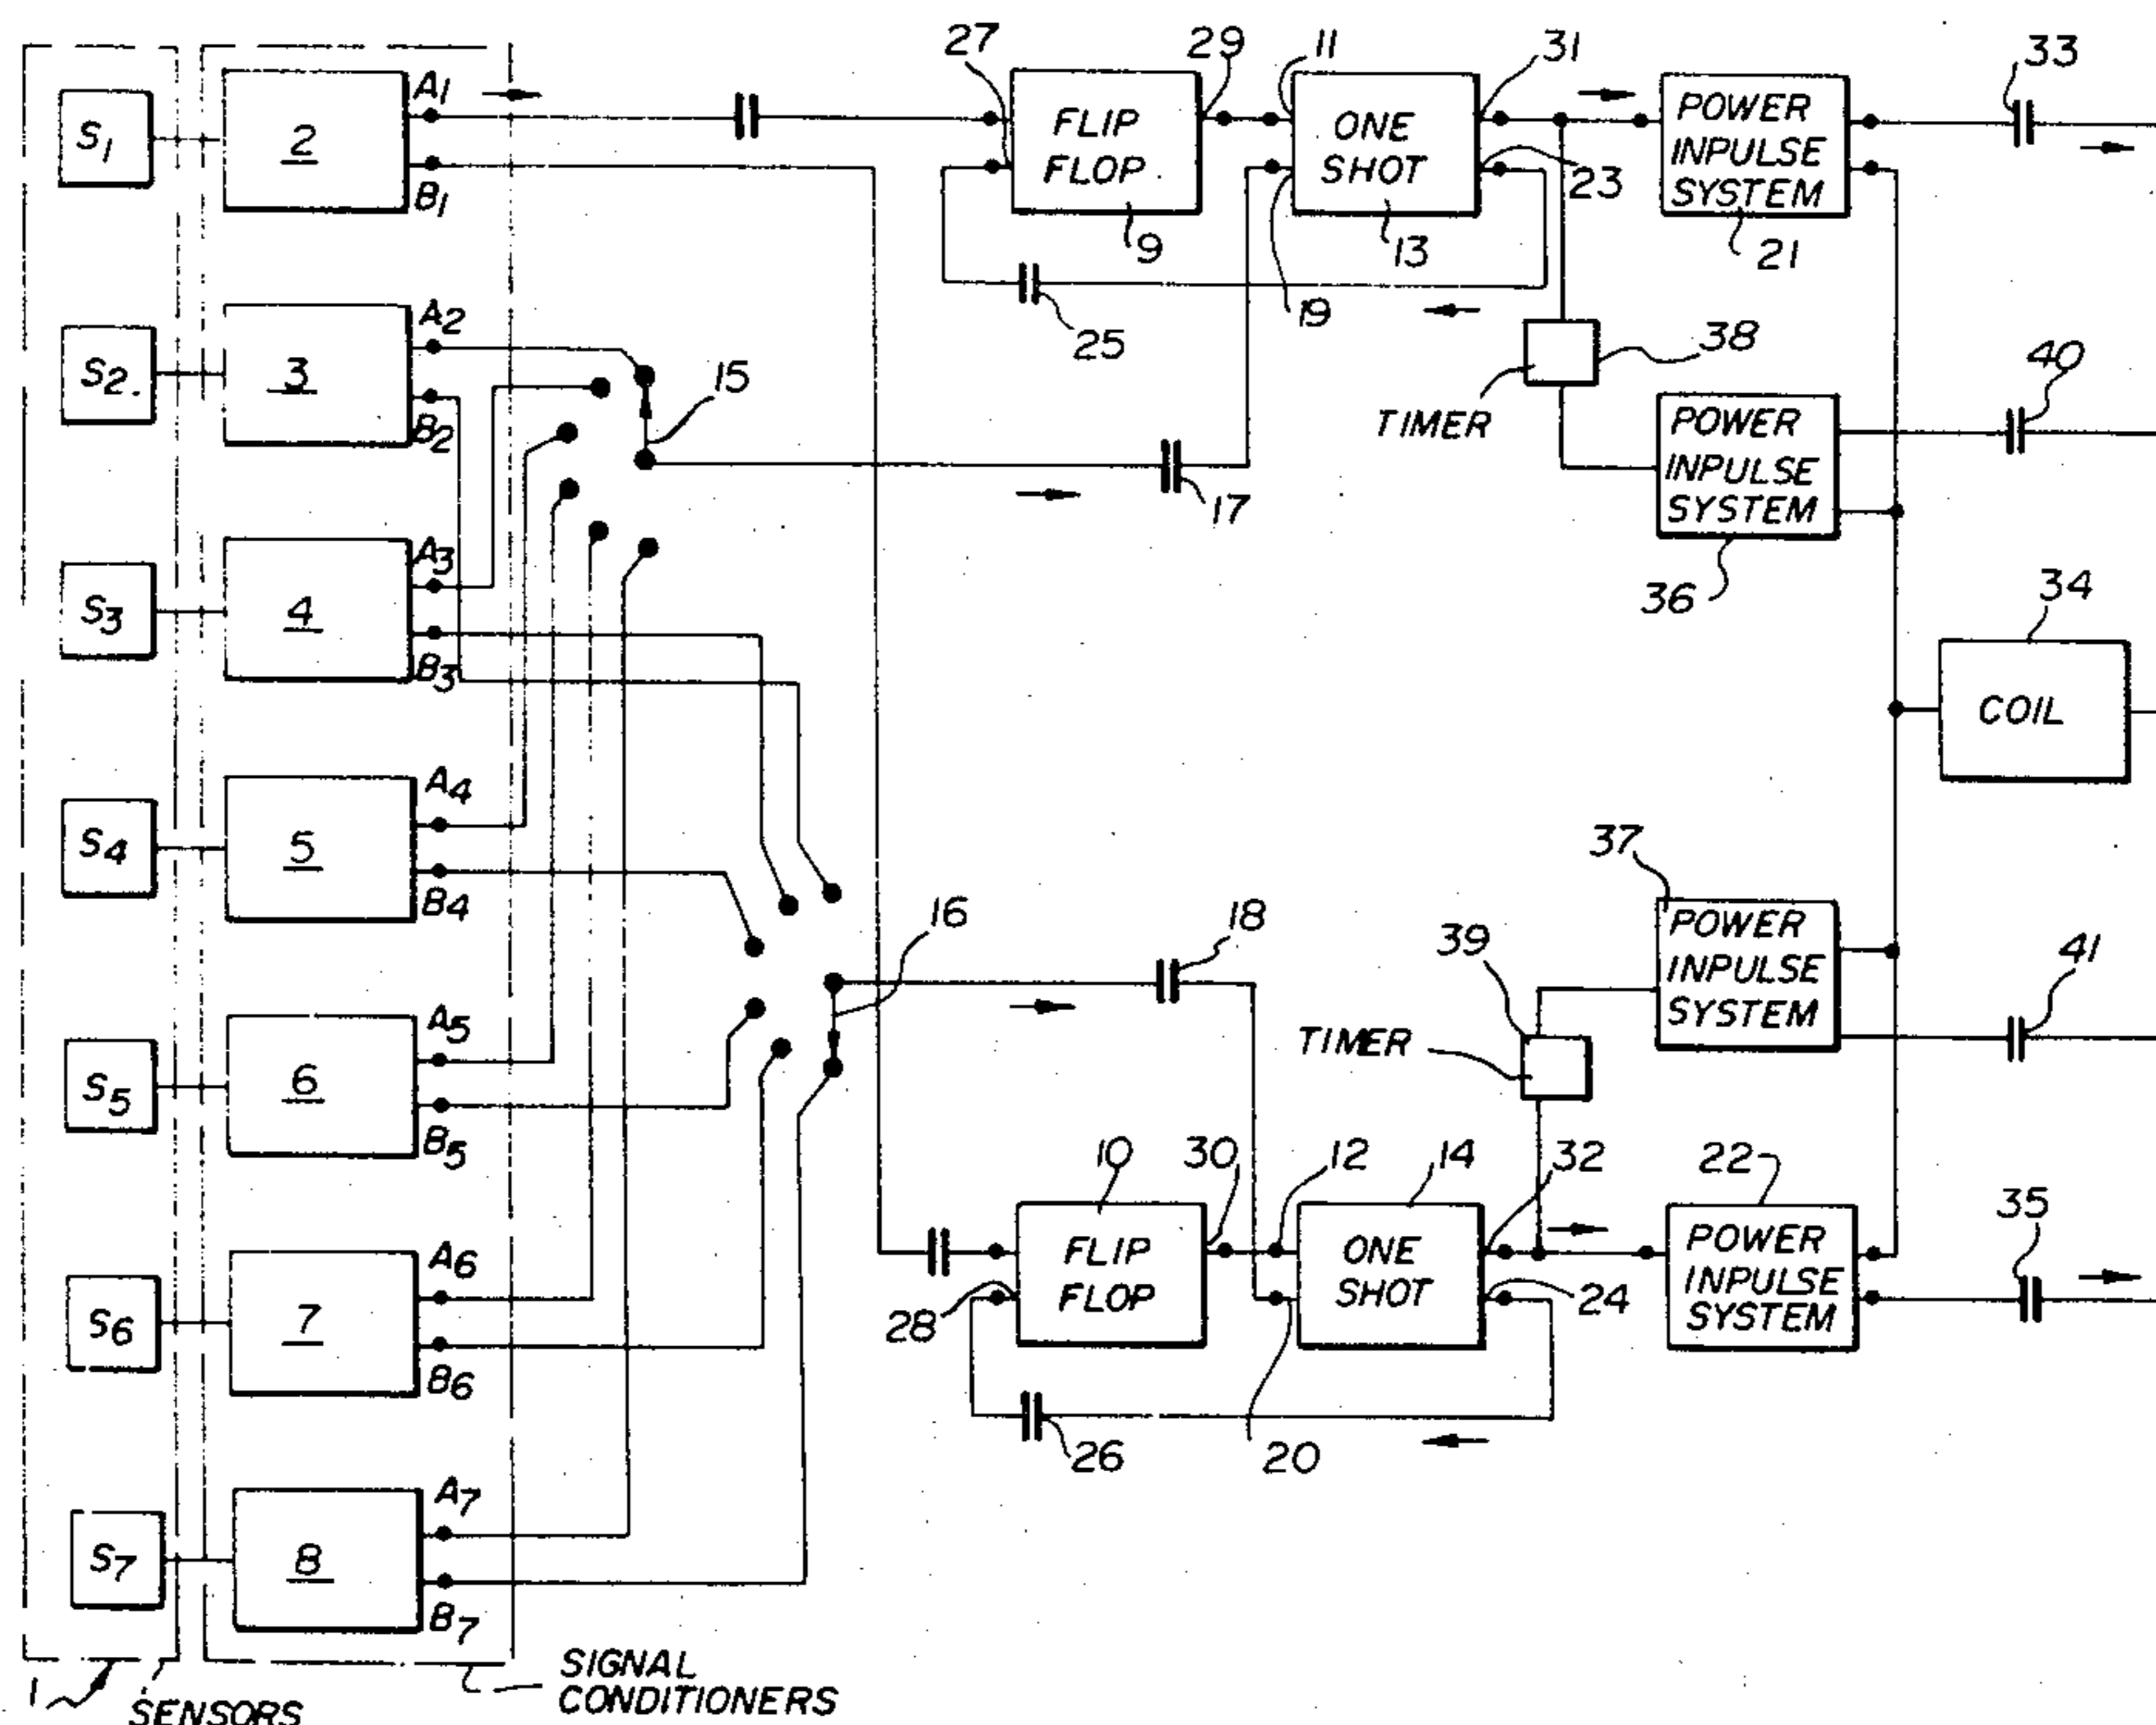 27
29
11
31
33
S1
2
A1
B1
FLIP
FLOP
9
ONE
SHOT
13
23
POWER
INPULSE
SYSTEM
21
25
19
S2.
3
A2
B2
15
17
TIMER
38
POWER
INPULSE
SYSTEM
36
40
S3
4
A3
B3
34
COIL
S4
5
A4
B4
16
18
37
POWER
INPULSE
SYSTEM
39
TIMER
41
S5
6
A5
B5
10
30
12
14
32
22
35
FLIP
FLOP
28
ONE
SHOT
24
POWER
INPULSE
SYSTEM
S6
7
A6
B6
26
20
S7
8
A7
B7
1
SENSORS
SIGNAL
CONDITIONERS